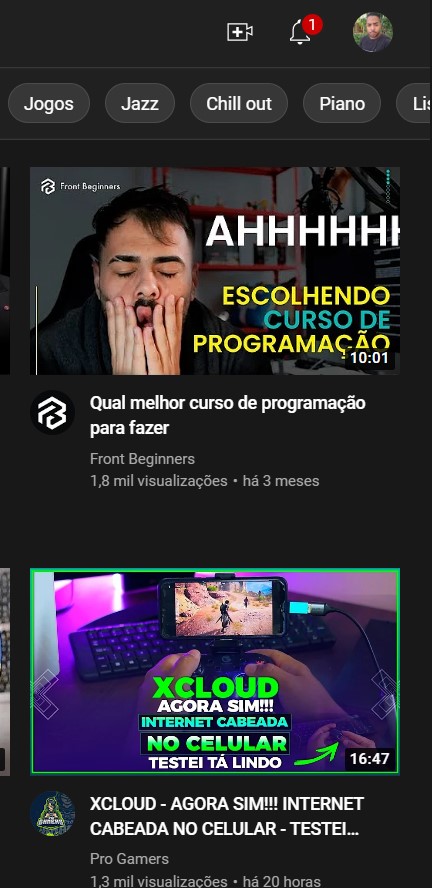 1
Jogos
Jazz
Chill out
Piano
Front Beginners
AHHHHHH
ESCOLHENDO
CURSO DE
PROGRAMAÇÃO
10:01
Qual melhor curso de programação
para fazer
Front Beginners
1,8 mil visualizações • há 3 meses
XCLOUD
AGORA SIM!!!
INTERNET CABEADA
NO CELULAR
TESTEI TÁ LINDO
16:47
XCLOUD - AGORA SIM!!! INTERNET
CABEADA NO CELULAR - TESTEI...
Pro Gamers
1,3 mil visualizações • há 20 horas